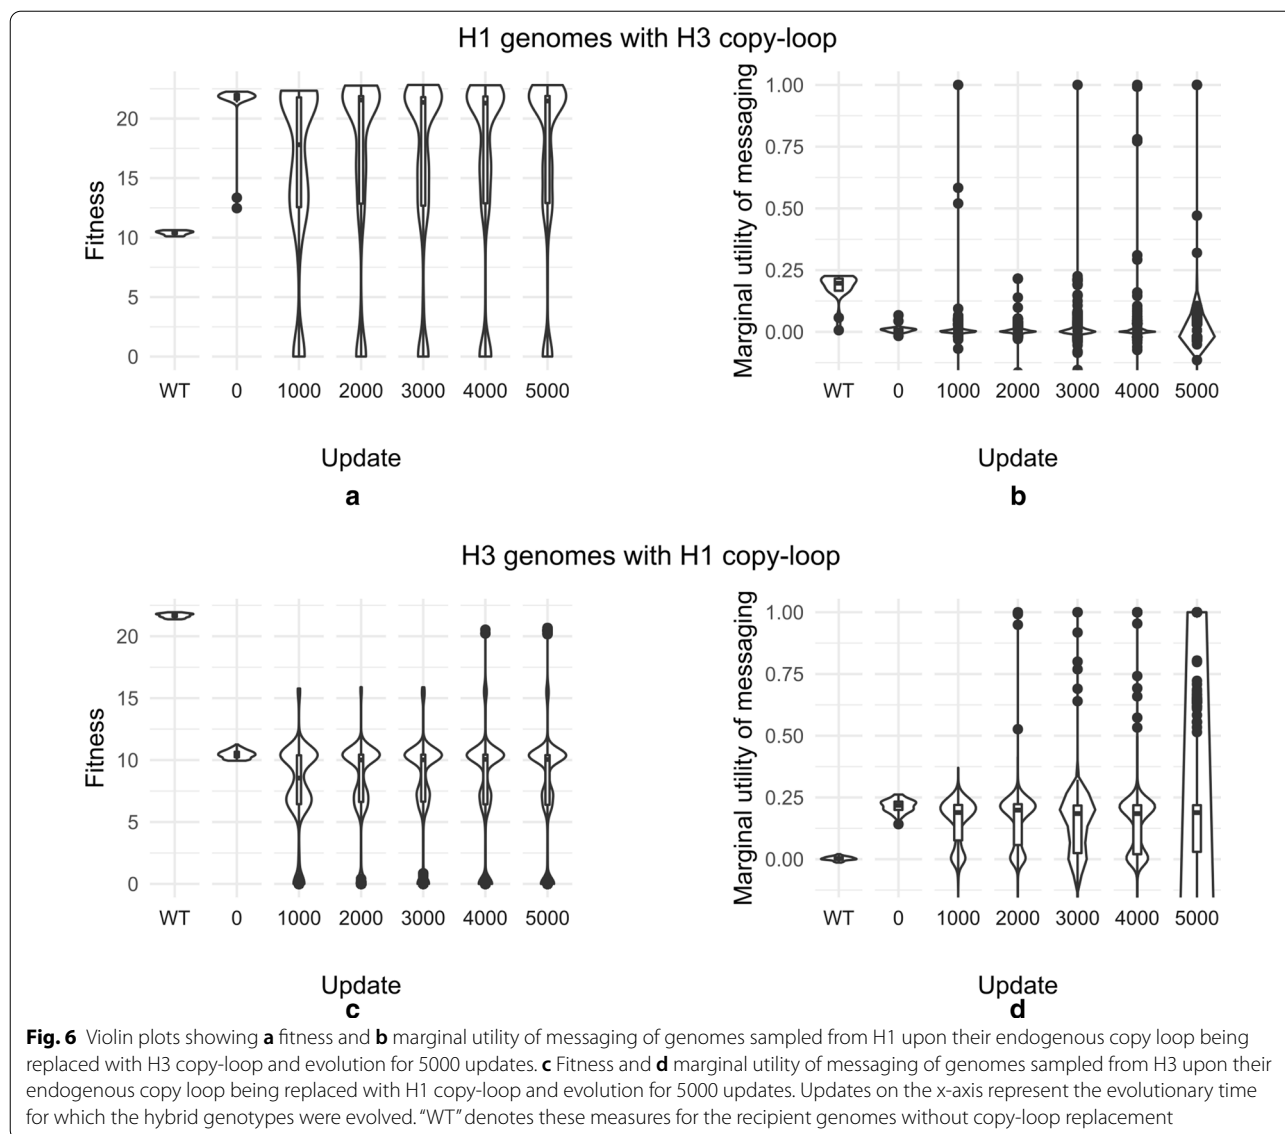 H1 genomes with H3 copy-loop
Fitness
20
15
10
5
0
WT 0 1000 2000 3000 4000 5000
Update
a
Marginal utility of messaging
1.00
0.75
0.50
0.25
0.00
WT 0 1000 2000 3000 4000 5000
Update
b
H3 genomes with H1 copy-loop
Fitness
20
15
10
5
0
WT 0 1000 2000 3000 4000 5000
Update
c
Marginal utility of messaging
1.00
0.75
0.50
0.25
0.00
WT 0 1000 2000 3000 4000 5000
Update
d
Fig. 6 Violin plots showing a fitness and b marginal utility of messaging of genomes sampled from H1 upon their endogenous copy loop being
replaced with H3 copy-loop and evolution for 5000 updates. c Fitness and d marginal utility of messaging of genomes sampled from H3 upon their
endogenous copy loop being replaced with H1 copy-loop and evolution for 5000 updates. Updates on the x-axis represent the evolutionary time
for which the hybrid genotypes were evolved. “WT” denotes these measures for the recipient genomes without copy-loop replacement